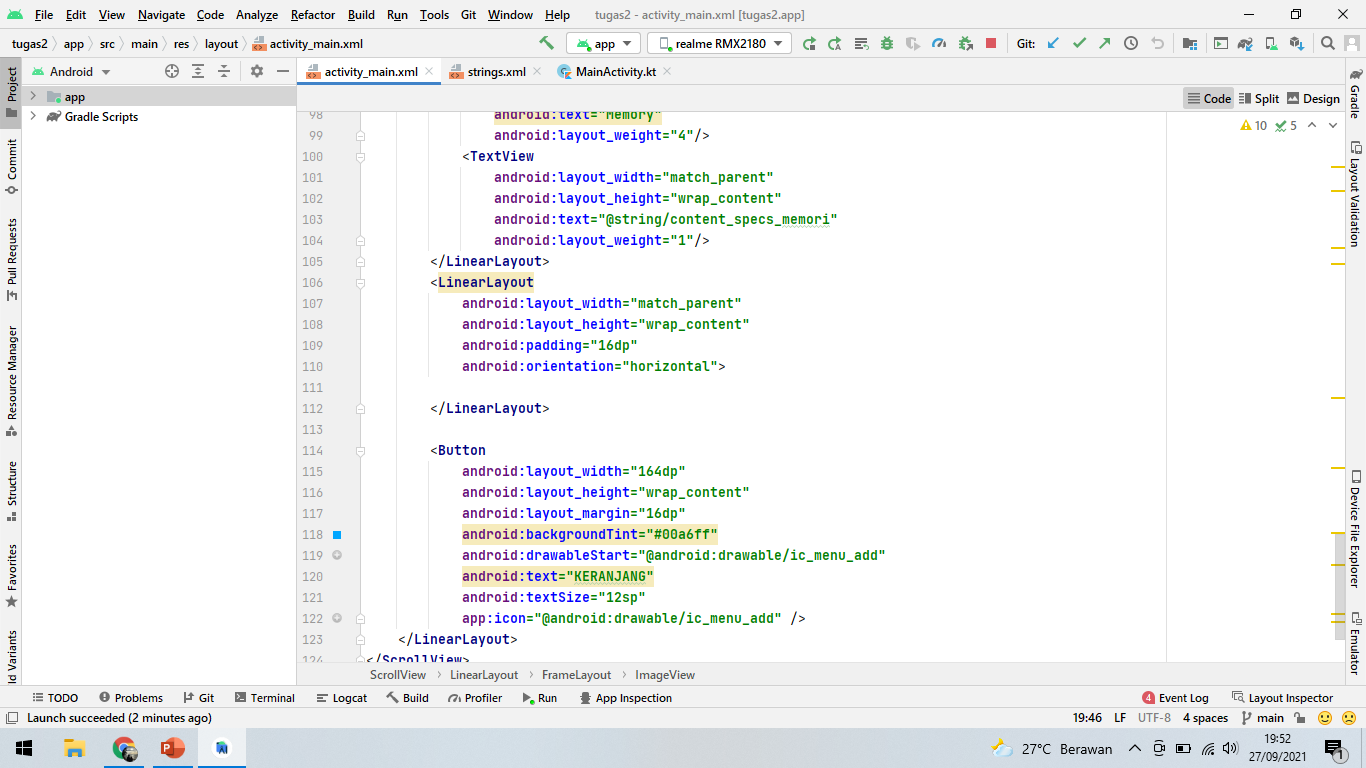 File Edit View Navigate Code Analyze Refactor Build Run Tools Git Window Help tugas2 - activity_main.xml [tugas2.app]
tugas2 app src main res layout activity_main.xml app realme RMX2180 Git:
Android activity_main.xml strings.xml MainActivity.kt
app
Gradle Scripts
Code Split Design
10 5
98 android:text="Memory"
99 android:layout_weight="4"/>
100 <TextView
101 android:layout_width="match_parent"
102 android:layout_height="wrap_content"
103 android:text="@string/content_specs_memori"
104 android:layout_weight="1"/>
105 </LinearLayout>
106 <LinearLayout
107 android:layout_width="match_parent"
108 android:layout_height="wrap_content"
109 android:padding="16dp"
110 android:orientation="horizontal">
111
112 </LinearLayout>
113
114 <Button
115 android:layout_width="164dp"
116 android:layout_height="wrap_content"
117 android:layout_margin="16dp"
118 android:backgroundTint="#00a6ff"
119 android:drawableStart="@android:drawable/ic_menu_add"
120 android:text="KERANJANG"
121 android:textSize="12sp"
122 app:icon="@android:drawable/ic_menu_add" />
123 </LinearLayout>
124 </ScrollView>
Project
Commit
Pull Requests
Resource Manager
Structure
Favorites
ld Variants
Gradle
Layout Validation
Device File Explorer
Emulator
ScrollView LinearLayout FrameLayout ImageView
TODO Problems Git Terminal Logcat Build Profiler Run App Inspection 4 Event Log Layout Inspector
Launch succeeded (2 minutes ago) 19:46 LF UTF-8 4 spaces main
27°C Berawan 19:52
27/09/2021 1